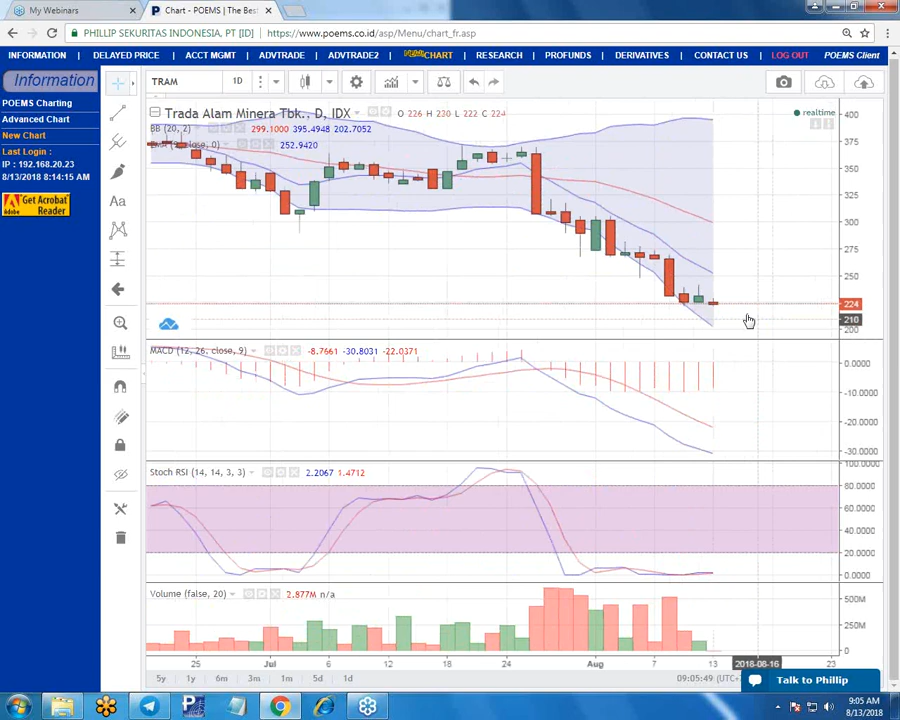 My Webinars
Chart - POEMS | The Bes
PHILLIP SEKURITAS INDONESIA. PT [ID]
https://www.poems.co.id/asp/Menu/chart_fr.asp
INFORMATION DELAYED PRICE ACCT MGMT ADVTRADE ADVTRADE2 CHART RESEARCH PROFUNDS DERIVATIVES CONTACT US LOG OUT POEMS Client
Information
POEMS Charting
Advanced Chart
New Chart
Last Login :
IP : 192.168.20.23
8/13/2018 8:14:15 AM
Get Acrobat
Reader
TRAM 1D
Trada Alam Minera Tbk., D, IDX O 226 H 230 L 222 C 224
realtime
BB (20, 2) 299.1000 395.4948 202.7052
close, 0) 252.9420
400
375
350
325
300
275
250
224
210
200
MACD (12, 26, close, 9) -8.7661 -30.8031 -22.0371
0.0000
-10.0000
-20.0000
-30.0000
Stoch RSI (14, 14, 3, 3) 2.2067 1.4712
100.0000
80.0000
60.0000
40.0000
20.0000
0.0000
Volume (false, 20) 2.877M n/a
500M
250M
0
25 Jul 6 12 18 24 Aug 7 13 2018-08-16 23
5y 1y 6m 3m 1m 5d 1d
09:05:49 (UTC+
Talk to Phillip
9:05 AM
8/13/2018